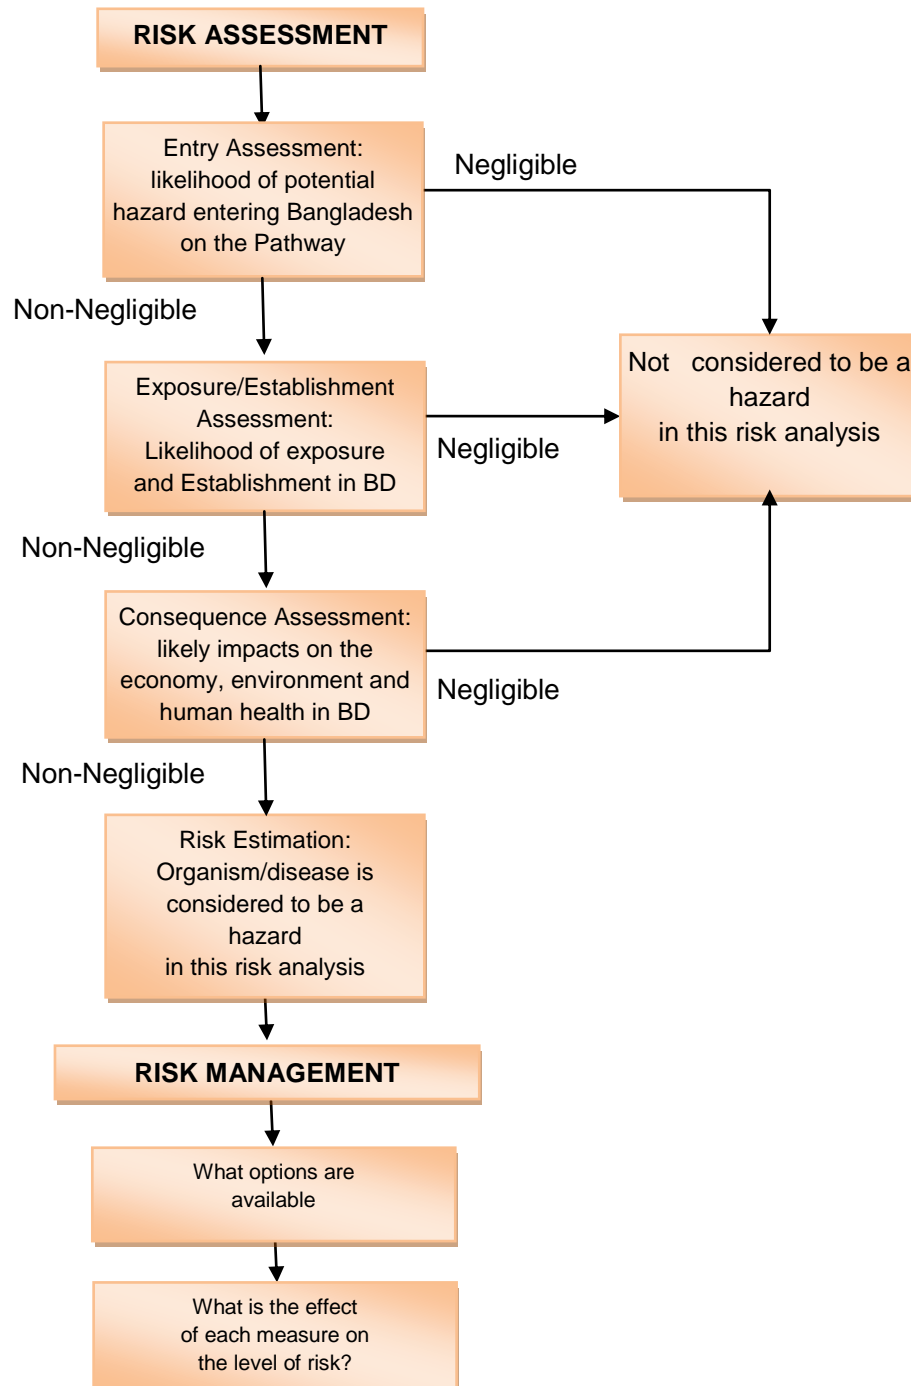 RISK ASSESSMENT
Entry Assessment:
likelihood of potential
hazard entering Bangladesh
on the Pathway
Negligible
Non-Negligible
Exposure/Establishment
Assessment:
Likelihood of exposure
and Establishment in BD
Negligible
Not considered to be a
hazard
in this risk analysis
Non-Negligible
Consequence Assessment:
likely impacts on the
economy, environment and
human health in BD
Negligible
Non-Negligible
Risk Estimation:
Organism/disease is
considered to be a
hazard
in this risk analysis
RISK MANAGEMENT
What options are
available
What is the effect
of each measure on
the level of risk?